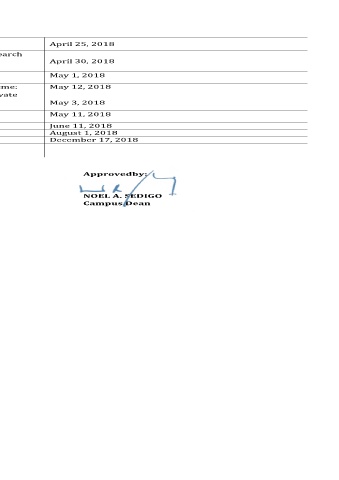 April 25, 2018
earch
April 30, 2018
May 1, 2018
me:
May 12, 2018
vate
May 3, 2018
May 11, 2018
June 11, 2018
August 1, 2018
December 17, 2018
Approvedby:
NOEL A. SEDIGO
Campus Dean